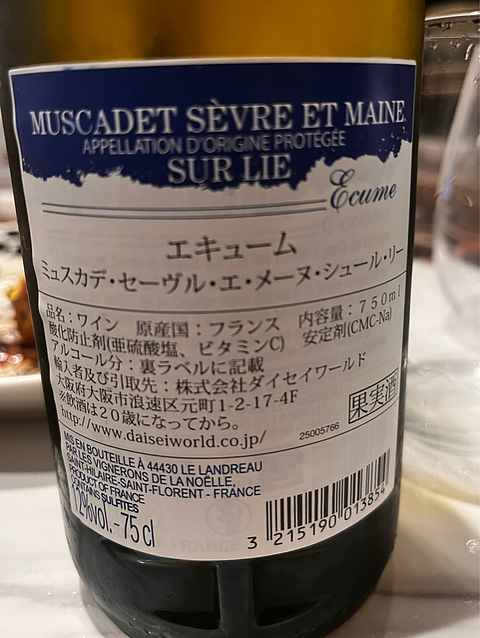 MUSCADET SÈVRE ET MAINE
APPELLATION D'ORIGINE PROTÉGÉE
SUR LIE
Ecume
エキューム
ミュスカデ・セーヴル・エ・メーヌ・シュール・リー
品名：ワイン 原産国：フランス 内容量：750ml
酸化防止剤(亜硫酸塩、ビタミンC) 安定剤(CMC-Na)
アルコール分：裏ラベルに記載
輸入者及び引取先：株式会社ダイセイワールド
大阪府大阪市浪速区元町1-2-17-4F
※飲酒は20歳になってから。
http://www.daiseiworld.co.jp/
果実酒
25005766
MIS EN BOUTEILLE À 44430 LE LANDREAU
PAR LES VIGNERONS DE LA NOËLLE,
SAINT-HILAIRE-SAINT-FLORENT - FRANCE
PRODUCT OF FRANCE
CONTAINS SULFITES
12%vol. - 75 cl
3 215190 013854